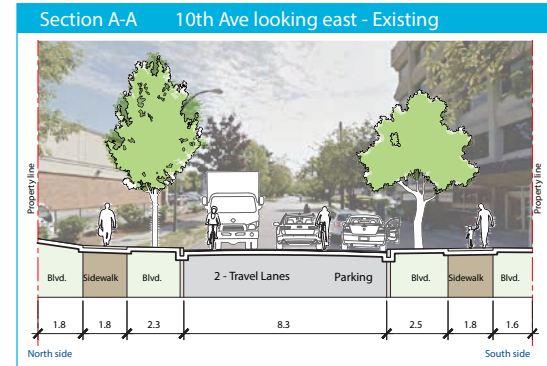 Section A-A 10th Ave looking east - Existing
Property line
Property line
Blvd. Sidewalk Blvd. 2 - Travel Lanes Parking Blvd. Sidewalk Blvd.
1.8 1.8 2.3 8.3 2.5 1.8 1.6
North side South side